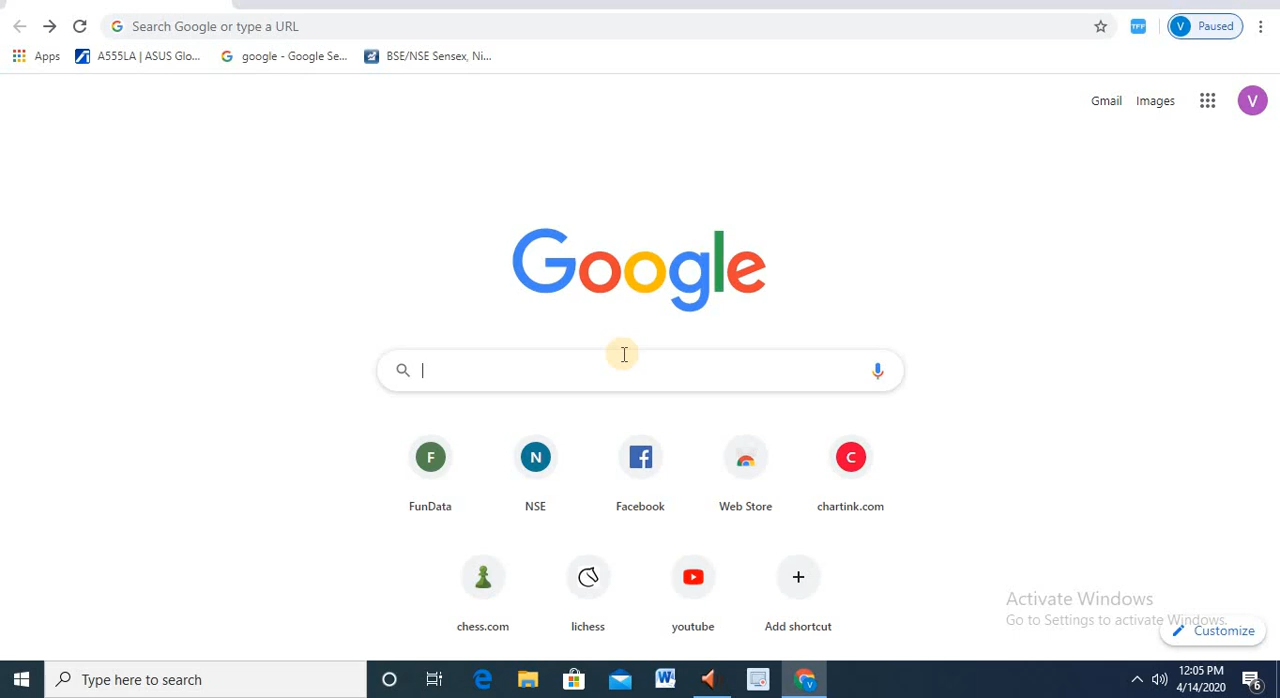 Search Google or type a URL
TFF
V Paused
Apps
A555LA | ASUS Glo...
google - Google Se...
BSE/NSE Sensex, Ni...
Gmail
Images
V
Google
F
N
C
FunData
NSE
Facebook
Web Store
chartink.com
chess.com
lichess
youtube
Add shortcut
Activate Windows
Go to Settings to activate Windows.
Customize
Type here to search
12:05 PM
4/14/2020
6